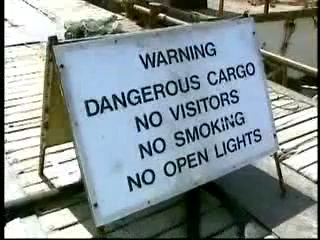 WARNING
DANGEROUS CARGO
NO VISITORS
NO SMOKING
NO OPEN LIGHTS